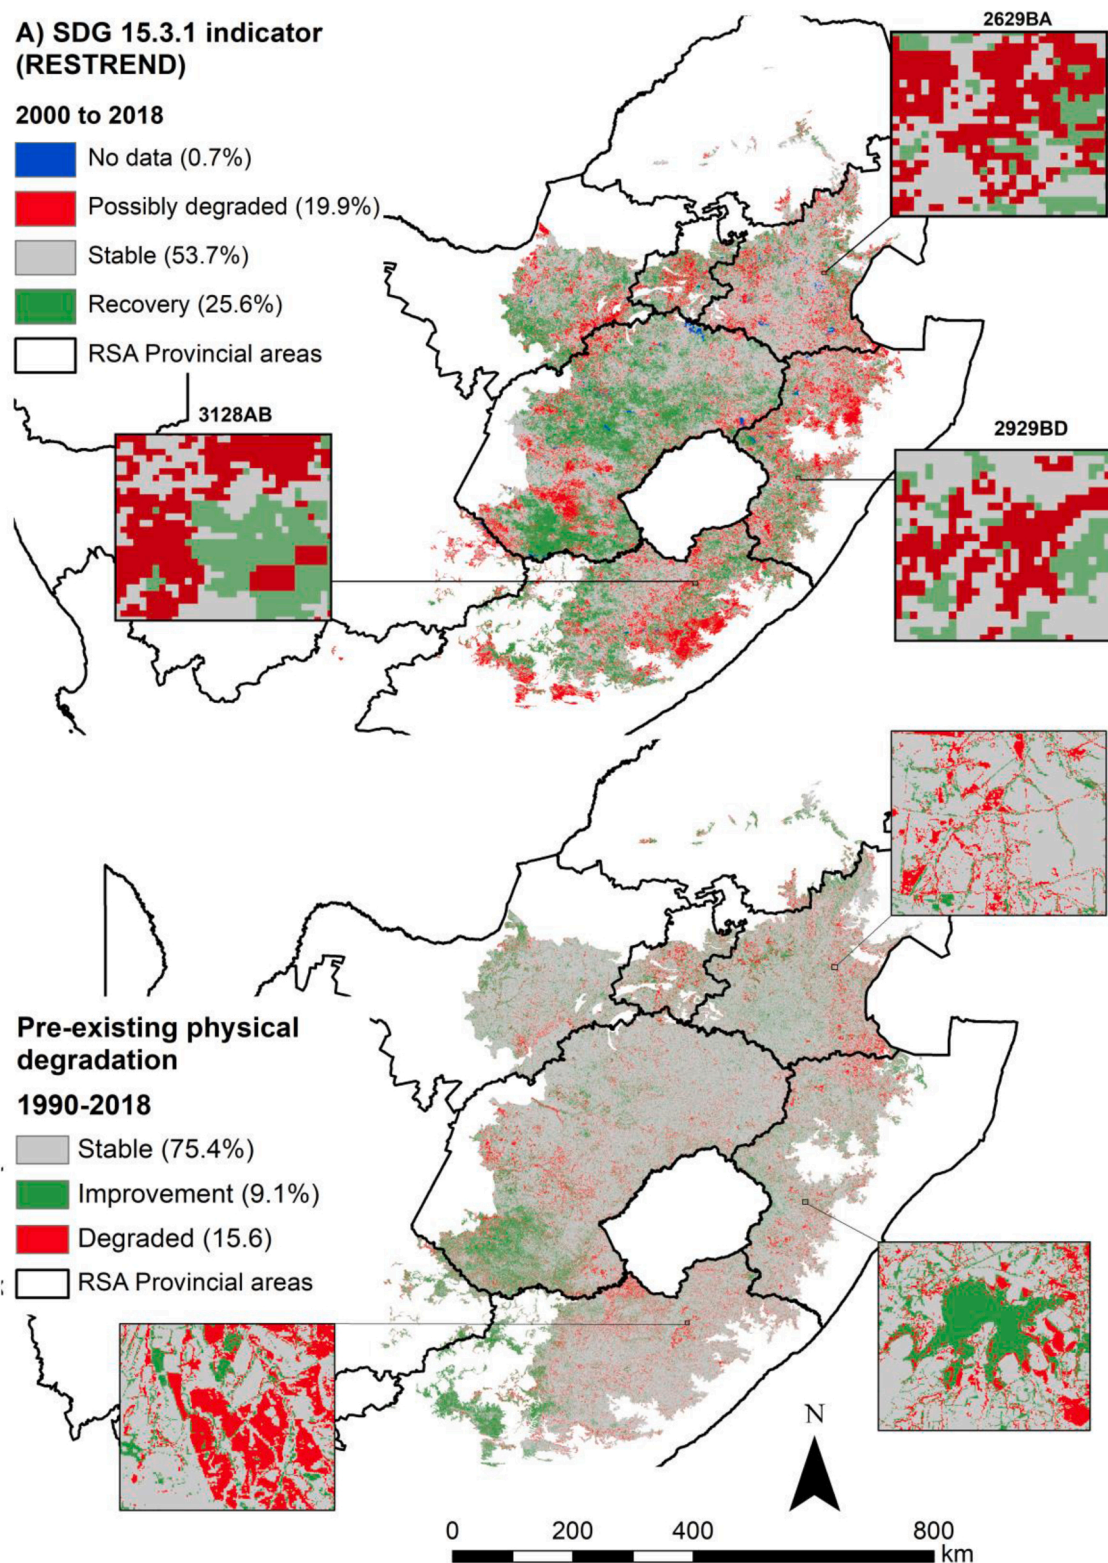 A) SDG 15.3.1 indicator
(RESTREND)
2000 to 2018
No data (0.7%)
Possibly degraded (19.9%)
Stable (53.7%)
Recovery (25.6%)
RSA Provincial areas
2629BA
3128AB
2929BD
Pre-existing physical
degradation
1990-2018
Stable (75.4%)
Improvement (9.1%)
Degraded (15.6)
RSA Provincial areas
N
0 200 400 800
km